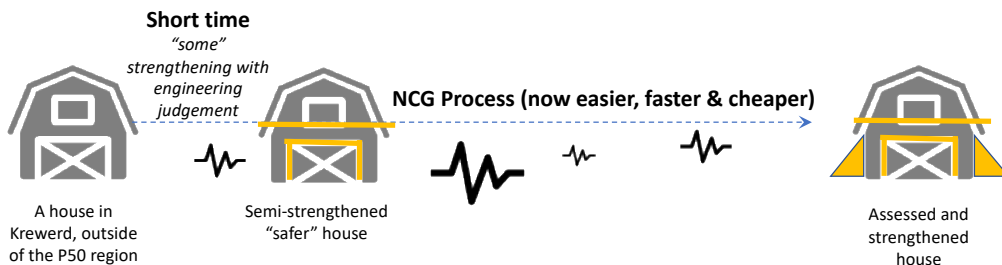 Short time
“some”
strengthening with
engineering
judgement
NCG Process (now easier, faster & cheaper)
A house in
Krewerd, outside
of the P50 region
Semi-strengthened
“safer” house
Assessed and
strengthened
house